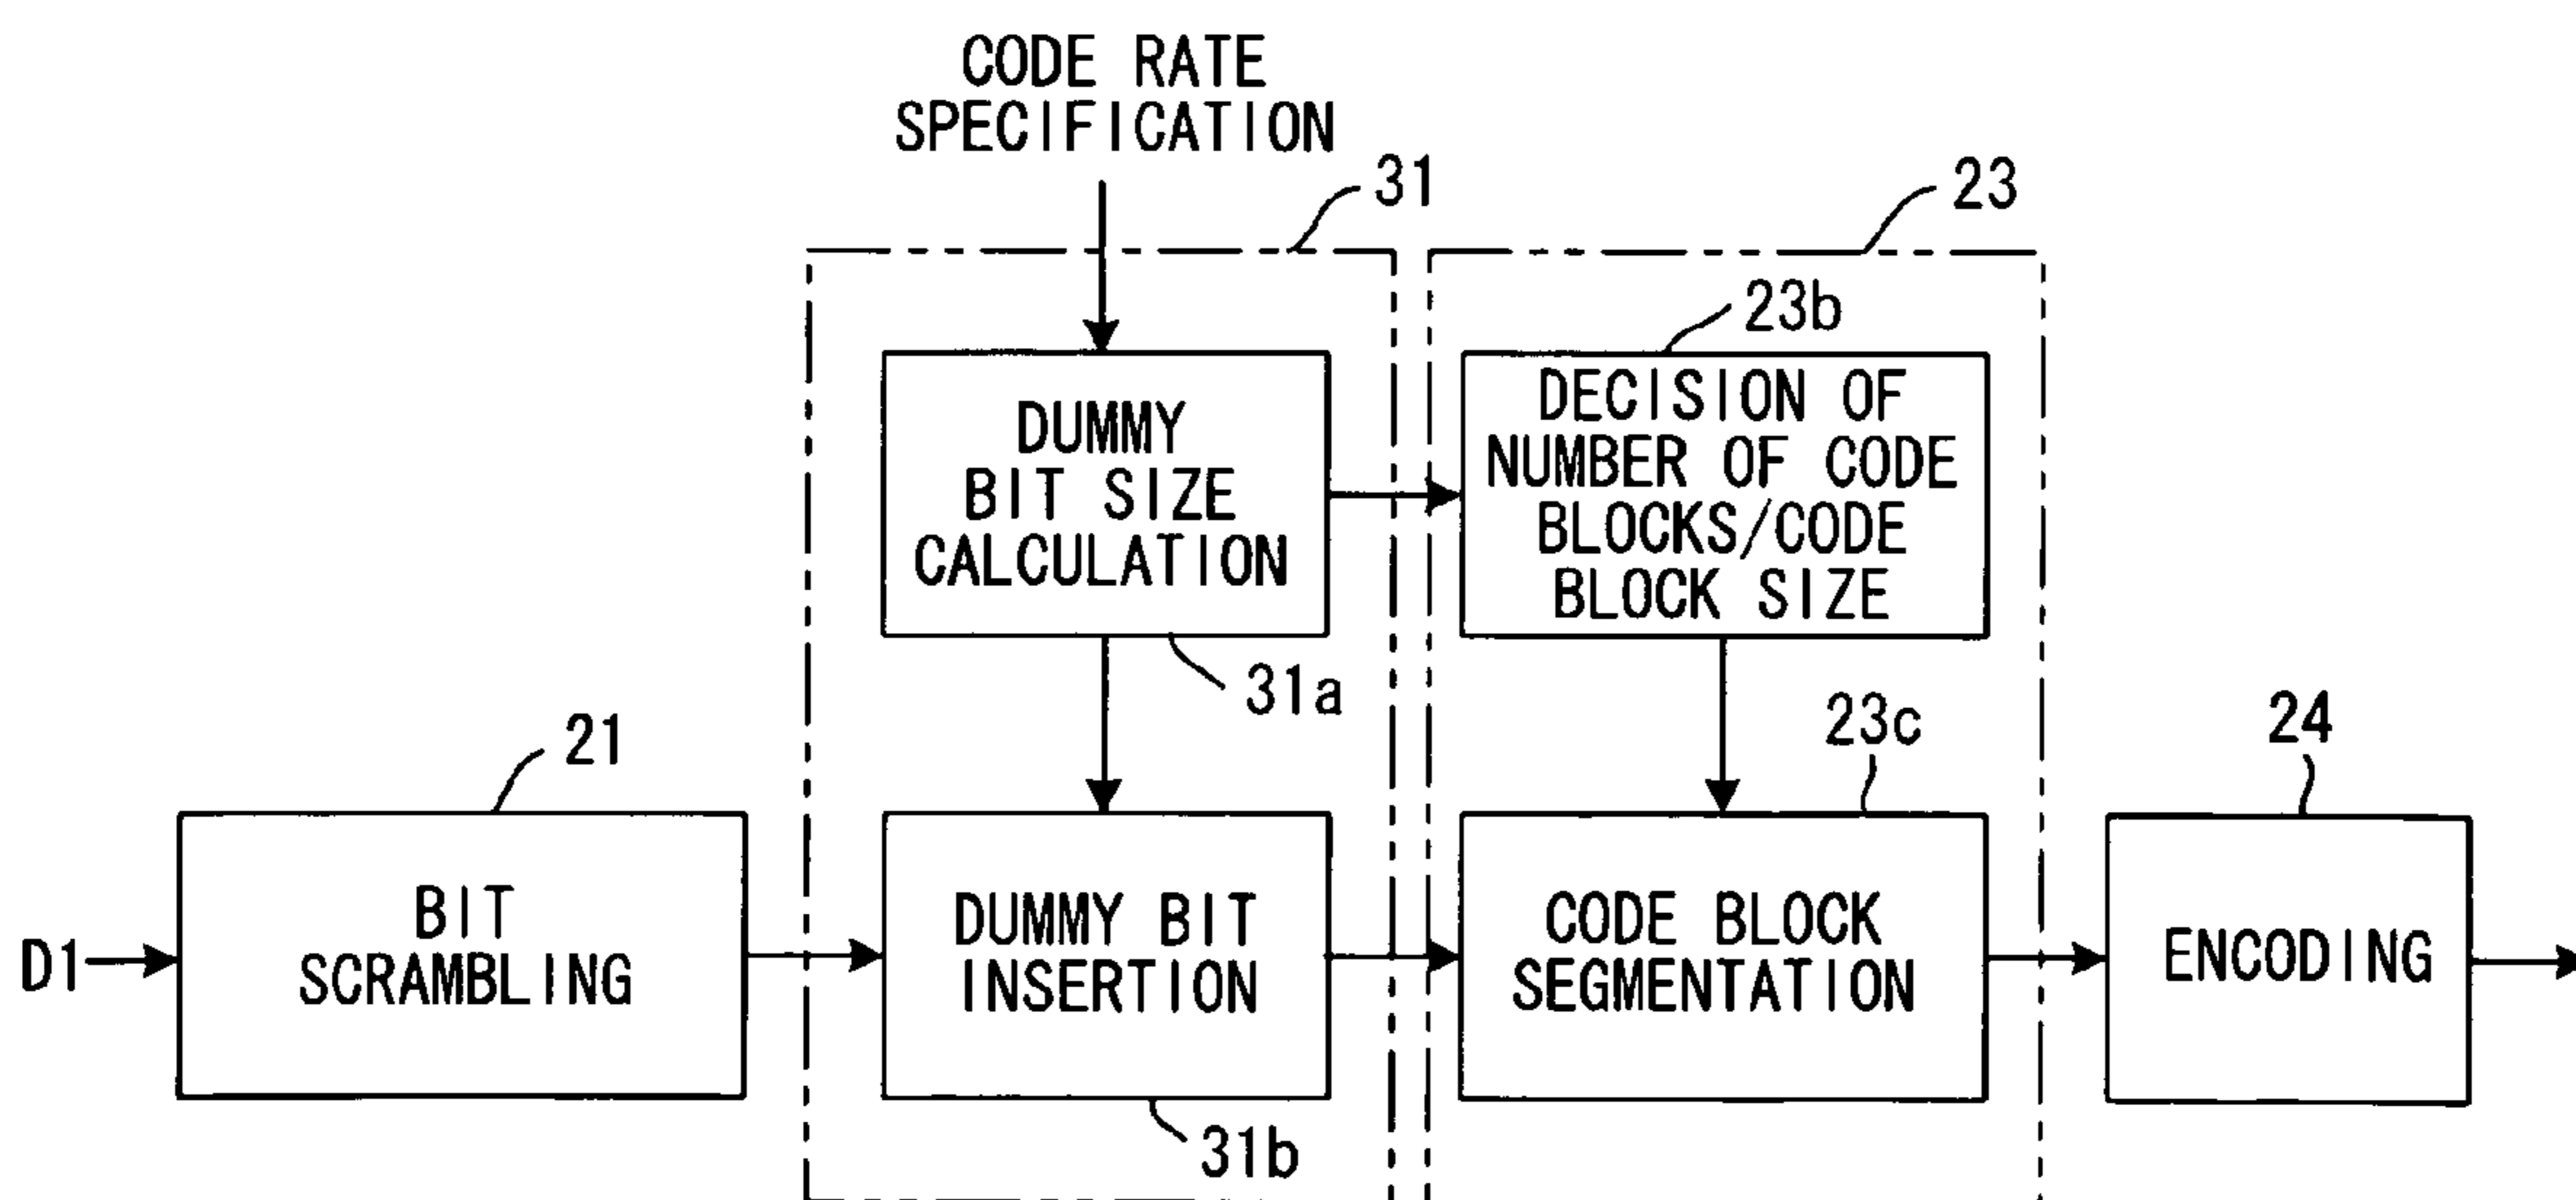 CODE RATE
SPECIFICATION
31
23
23b
DUMMY
BIT SIZE
CALCULATION
DECISION OF
NUMBER OF CODE
BLOCKS/CODE
BLOCK SIZE
31a
21
23c
24
D1
BIT
SCRAMBLING
DUMMY BIT
INSERTION
CODE BLOCK
SEGMENTATION
ENCODING
31b